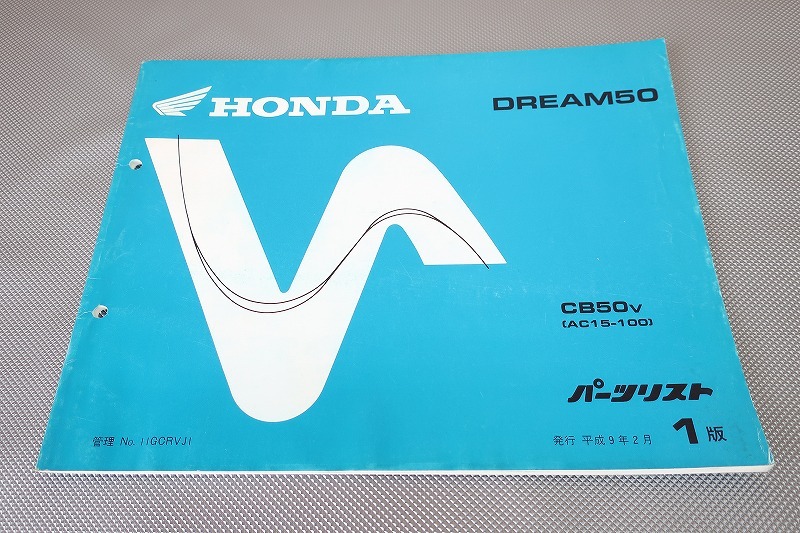 HONDA
DREAM50
CB50V
(AC15-100)
パーツリスト
管理 No. 11GCRVJ1
発行 平成9年2月 1版